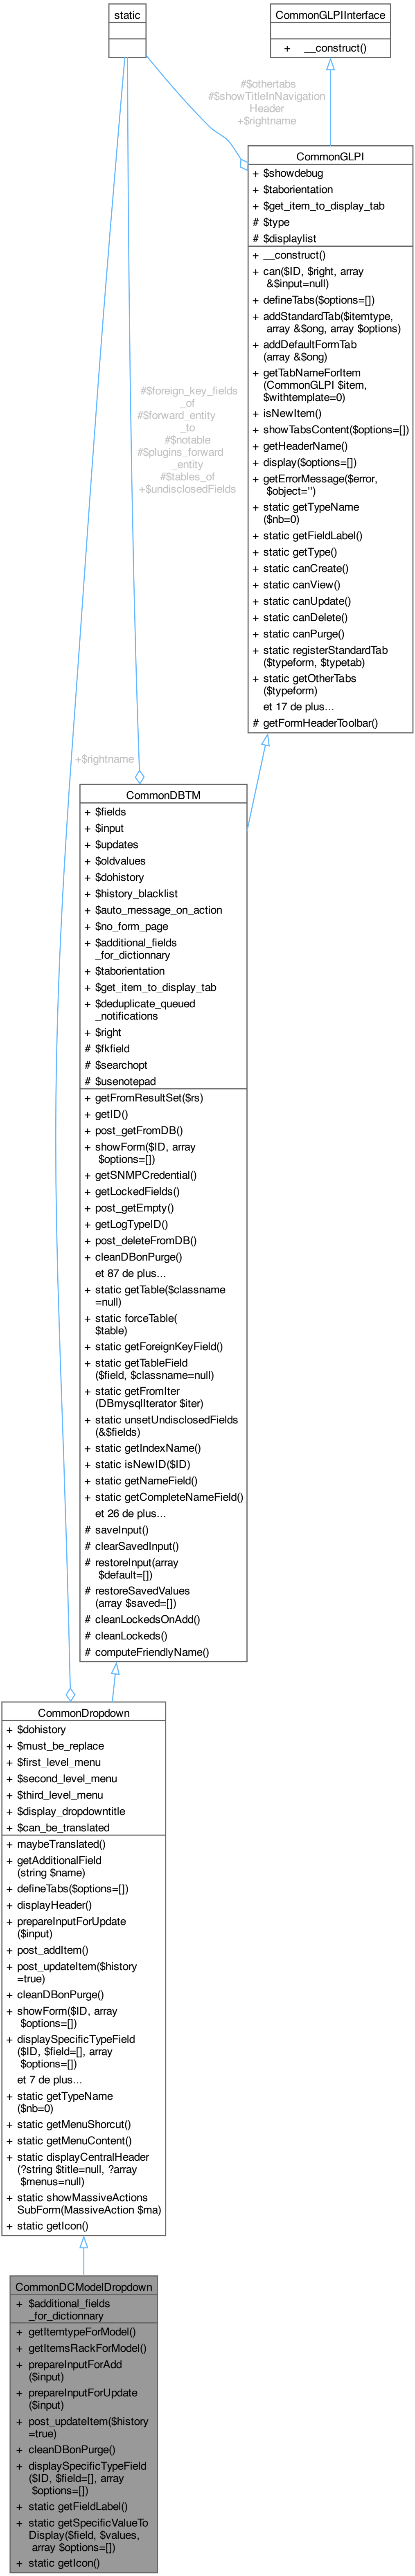 static
CommonGLPIInterface
+ __construct()
#$othertabs
#$showTitleInNavigation
Header
+$rightname
CommonGLPI
+ $showdebug
+ $taborientation
+ $get_item_to_display_tab
# $type
# $displaylist
+ __construct()
+ can($ID, $right, array
&$input=null)
+ defineTabs($options=[])
+ addStandardTab($itemtype,
array &$ong, array $options)
+ addDefaultFormTab
(array &$ong)
+ getTabNameForItem
(CommonGLPI $item,
$withtemplate=0)
+ isNewItem()
+ showTabsContent($options=[])
+ getHeaderName()
+ display($options=[])
+ getErrorMessage($error,
$object='')
+ static getTypeName
($nb=0)
+ static getFieldLabel()
+ static getType()
+ static canCreate()
+ static canView()
+ static canUpdate()
+ static canDelete()
+ static canPurge()
+ static registerStandardTab
($typeform, $typetab)
+ static getOtherTabs
($typeform)
et 17 de plus...
# getFormHeaderToolbar()
#$foreign_key_fields
_of
#$forward_entity
_to
#$notable
#$plugins_forward
_entity
#$tables_of
+$undisclosedFields
+$rightname
CommonDBTM
+ $fields
+ $input
+ $updates
+ $oldvalues
+ $dohistory
+ $history_blacklist
+ $auto_message_on_action
+ $no_form_page
+ $additional_fields
_for_dictionnary
+ $taborientation
+ $get_item_to_display_tab
+ $deduplicate_queued
_notifications
+ $right
# $fkfield
# $searchopt
# $usenotepad
+ getFromResultSet($rs)
+ getID()
+ post_getFromDB()
+ showForm($ID, array
$options=[])
+ getSNMPCredential()
+ getLockedFields()
+ post_getEmpty()
+ getLogTypeID()
+ post_deleteFromDB()
+ cleanDBonPurge()
et 87 de plus...
+ static getTable($classname
=null)
+ static forceTable(
$table)
+ static getForeignKeyField()
+ static getTableField
($field, $classname=null)
+ static getFromIter
(DBmysqlIterator $iter)
+ static unsetUndisclosedFields
(&$fields)
+ static getIndexName()
+ static isNewID($ID)
+ static getNameField()
+ static getCompleteNameField()
et 26 de plus...
# saveInput()
# clearSavedInput()
# restoreInput(array
$default=[])
# restoreSavedValues
(array $saved=[])
# cleanLockedsOnAdd()
# cleanLockeds()
# computeFriendlyName()
CommonDropdown
+ $dohistory
+ $must_be_replace
+ $first_level_menu
+ $second_level_menu
+ $third_level_menu
+ $display_dropdowntitle
+ $can_be_translated
+ maybeTranslated()
+ getAdditionalField
(string $name)
+ defineTabs($options=[])
+ displayHeader()
+ prepareInputForUpdate
($input)
+ post_addItem()
+ post_updateItem($history
=true)
+ cleanDBonPurge()
+ showForm($ID, array
$options=[])
+ displaySpecificTypeField
($ID, $field=[], array
$options=[])
et 7 de plus...
+ static getTypeName
($nb=0)
+ static getMenuShorcut()
+ static getMenuContent()
+ static displayCentralHeader
(?string $title=null, ?array
$menus=null)
+ static showMassiveActions
SubForm(MassiveAction $ma)
+ static getIcon()
CommonDCModelDropdown
+ $additional_fields
_for_dictionnary
+ getItemtypeForModel()
+ getItemsRackForModel()
+ prepareInputForAdd
($input)
+ prepareInputForUpdate
($input)
+ post_updateItem($history
=true)
+ cleanDBonPurge()
+ displaySpecificTypeField
($ID, $field=[], array
$options=[])
+ static getFieldLabel()
+ static getSpecificValueTo
Display($field, $values,
array $options=[])
+ static getIcon()